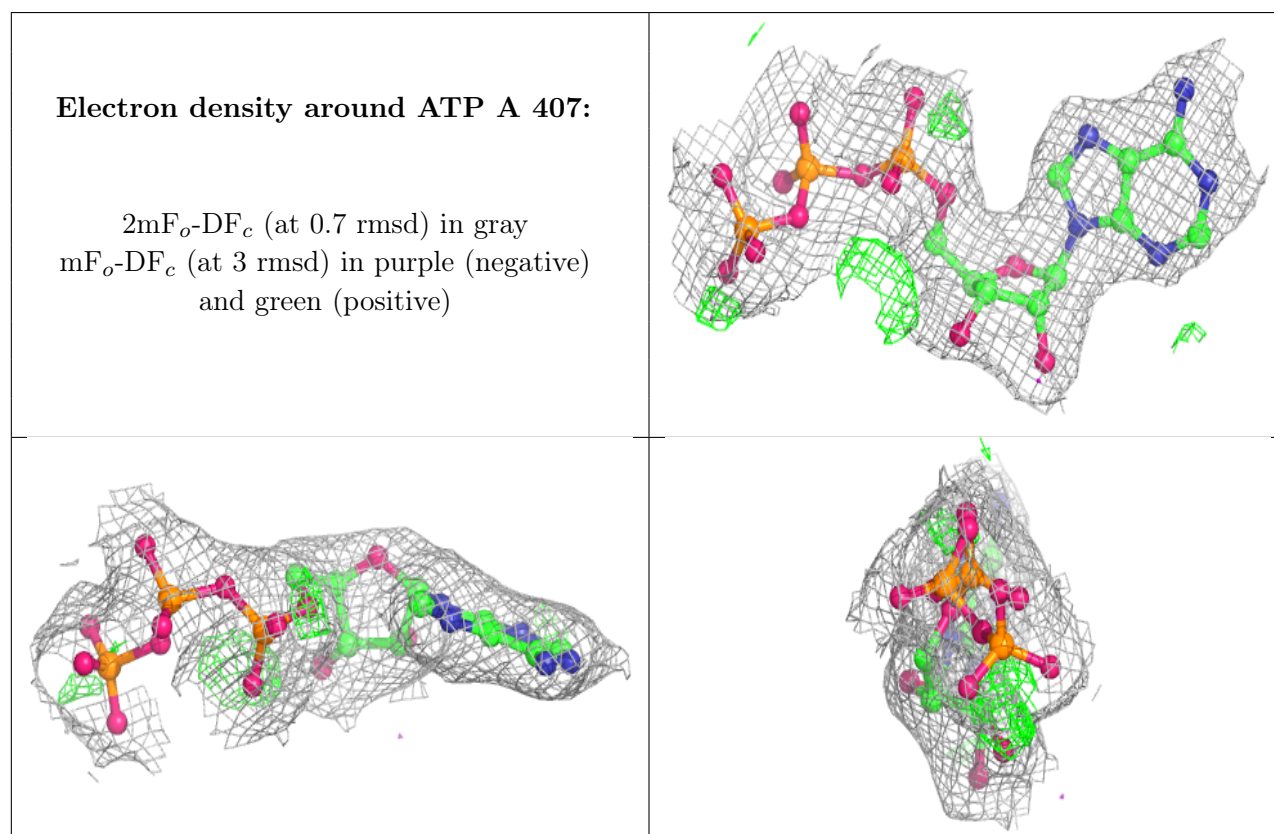 Electron density around ATP A 407:
2mFo-DFc (at 0.7 rmsd) in gray
mFo-DFc (at 3 rmsd) in purple (negative)
and green (positive)